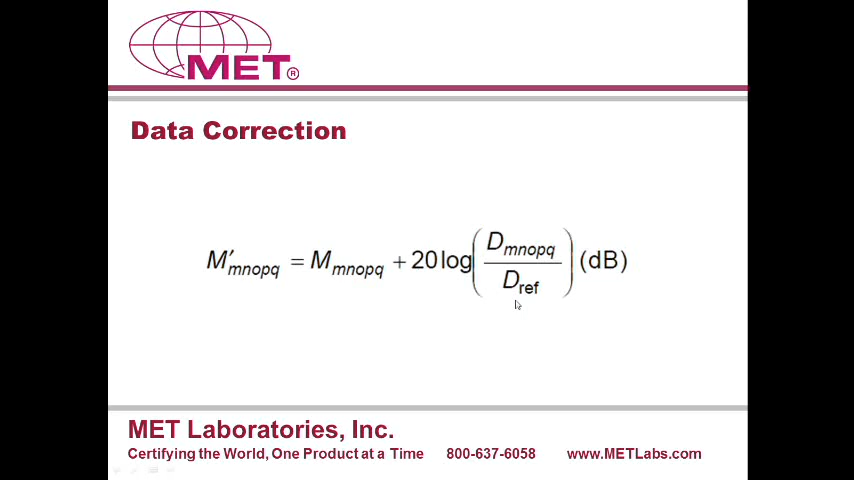 MET®
Data Correction
M′mnopq = Mmnopq + 20 log(Dmnopq / Dref) (dB)
MET Laboratories, Inc.
Certifying the World, One Product at a Time 800-637-6058 www.METLabs.com